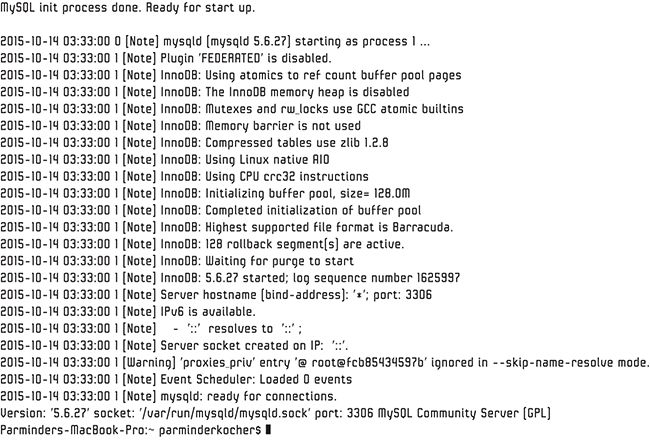 MySQL init process done. Ready for start up.

2015-10-14 03:33:00 0 [Note] mysqld (mysqld 5.6.27) starting as process 1 ...
2015-10-14 03:33:00 1 [Note] Plugin 'FEDERATED' is disabled.
2015-10-14 03:33:00 1 [Note] InnoDB: Using atomics to ref count buffer pool pages
2015-10-14 03:33:00 1 [Note] InnoDB: The InnoDB memory heap is disabled
2015-10-14 03:33:00 1 [Note] InnoDB: Mutexes and rw_locks use GCC atomic builtins
2015-10-14 03:33:00 1 [Note] InnoDB: Memory barrier is not used
2015-10-14 03:33:00 1 [Note] InnoDB: Compressed tables use zlib 1.2.8
2015-10-14 03:33:00 1 [Note] InnoDB: Using Linux native AIO
2015-10-14 03:33:00 1 [Note] InnoDB: Using CPU crc32 instructions
2015-10-14 03:33:00 1 [Note] InnoDB: Initializing buffer pool, size= 128.0M
2015-10-14 03:33:00 1 [Note] InnoDB: Completed initialization of buffer pool
2015-10-14 03:33:00 1 [Note] InnoDB: Highest supported file format is Barracuda.
2015-10-14 03:33:00 1 [Note] InnoDB: 128 rollback segment(s) are active.
2015-10-14 03:33:00 1 [Note] InnoDB: Waiting for purge to start
2015-10-14 03:33:00 1 [Note] InnoDB: 5.6.27 started; log sequence number 1625997
2015-10-14 03:33:00 1 [Note] Server hostname (bind-address): '*'; port: 3306
2015-10-14 03:33:00 1 [Note] IPv6 is available.
2015-10-14 03:33:00 1 [Note]    - '::' resolves to '::' ;
2015-10-14 03:33:00 1 [Note] Server socket created on IP: '::'.
2015-10-14 03:33:00 1 [Warning] 'proxies_priv' entry '@ root@fcb85434597b' ignored in --skip-name-resolve mode.
2015-10-14 03:33:00 1 [Note] Event Scheduler: Loaded 0 events
2015-10-14 03:33:00 1 [Note] mysqld: ready for connections.
Version: '5.6.27' socket: '/var/run/mysqld/mysqld.sock' port: 3306 MySQL Community Server (GPL)
Parminders-MacBook-Pro:~ parminderkocher$